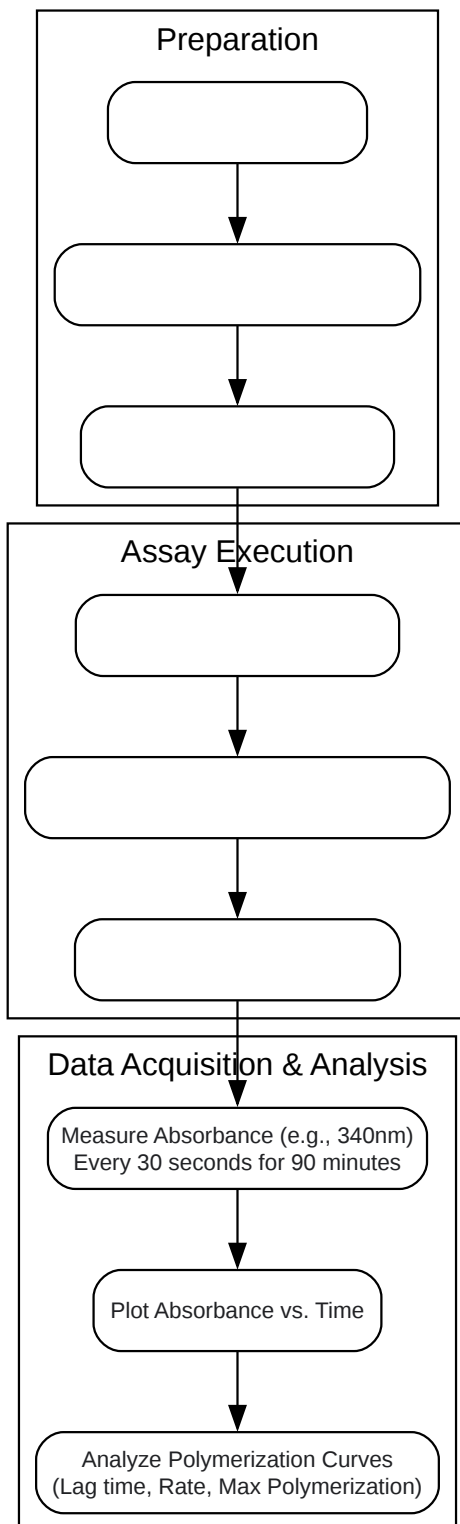 Preparation
Assay Execution
Data Acquisition & Analysis
Measure Absorbance (e.g., 340nm)
Every 30 seconds for 90 minutes
Plot Absorbance vs. Time
Analyze Polymerization Curves
(Lag time, Rate, Max Polymerization)